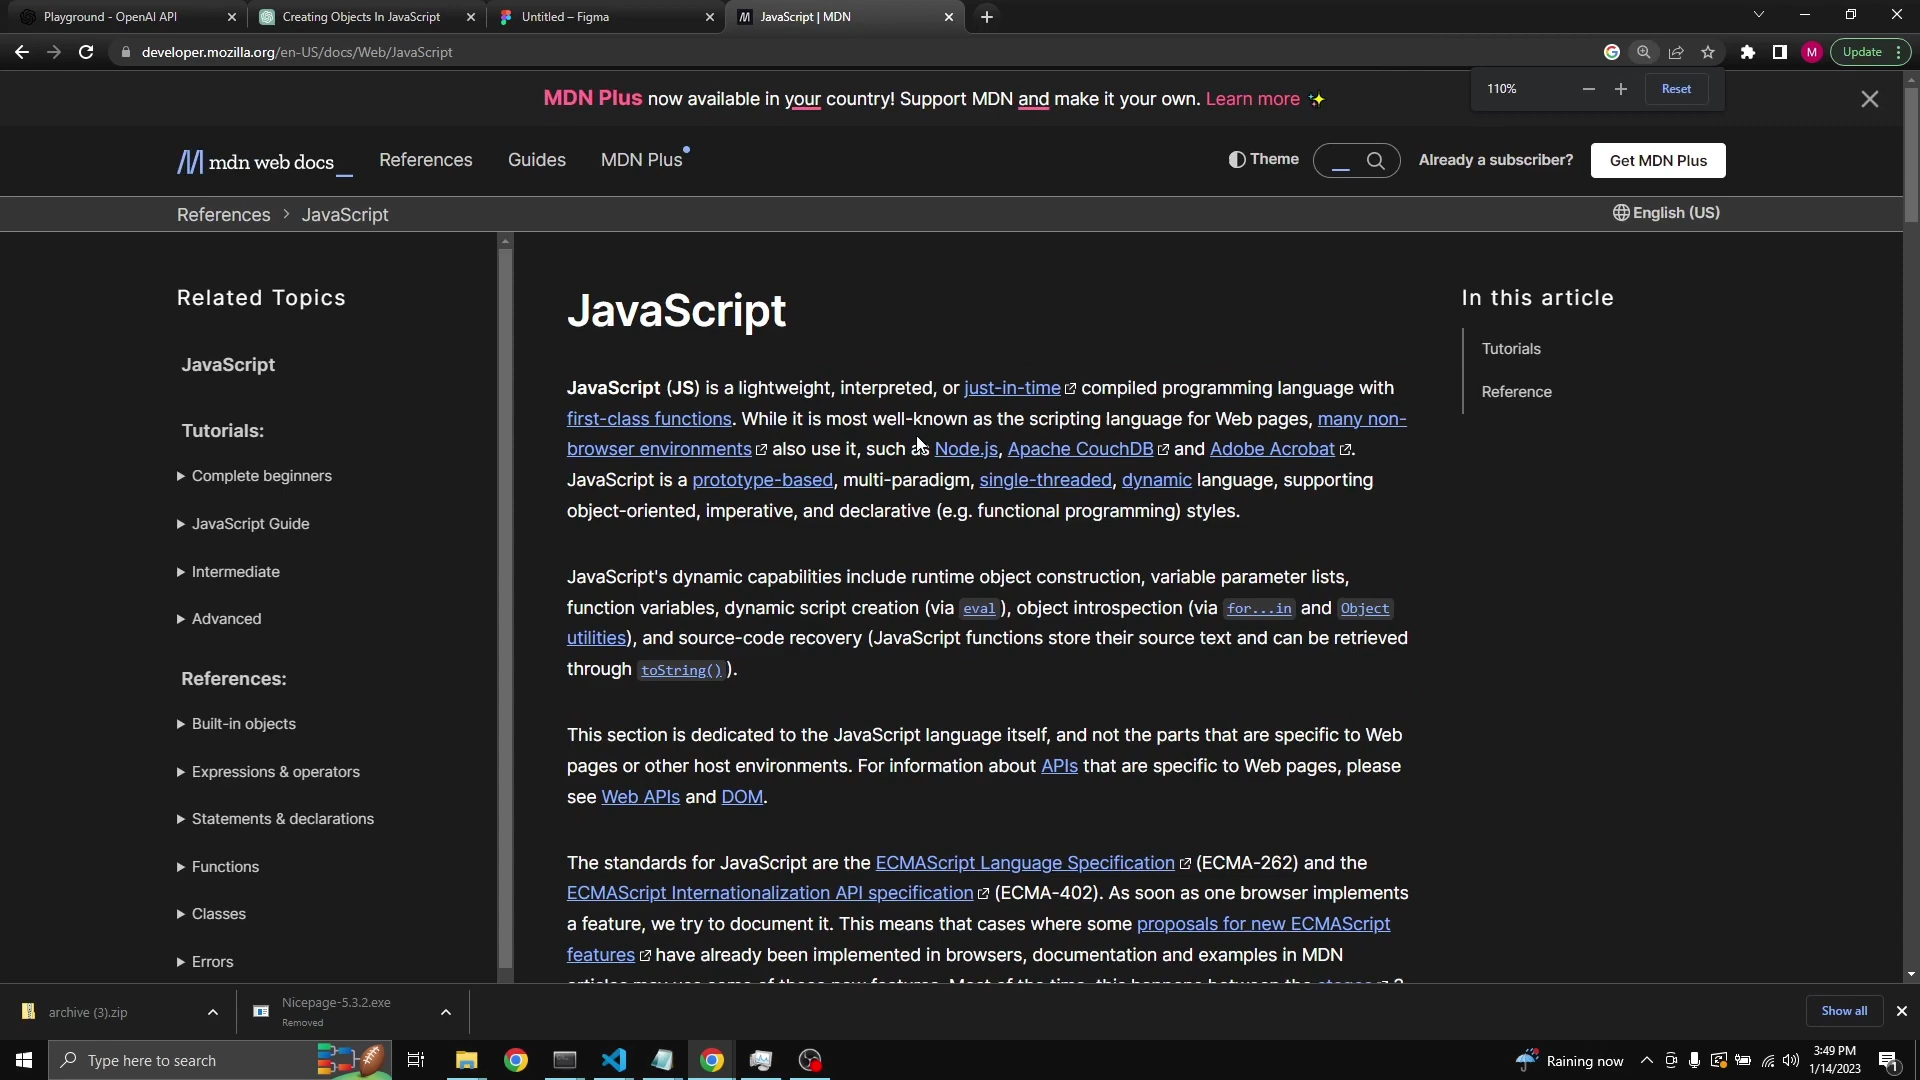 Playground - OpenAI API
Creating Objects In JavaScript
Untitled – Figma
JavaScript | MDN
developer.mozilla.org/en-US/docs/Web/JavaScript
M
Update
110%
Reset
MDN Plus now available in your country! Support MDN and make it your own. Learn more ✨
mdn web docs_
References
Guides
MDN Plus
Theme
Already a subscriber?
Get MDN Plus
References > JavaScript
English (US)
Related Topics
JavaScript
Tutorials:
Complete beginners
JavaScript Guide
Intermediate
Advanced
References:
Built-in objects
Expressions & operators
Statements & declarations
Functions
Classes
Errors
JavaScript
JavaScript (JS) is a lightweight, interpreted, or just-in-time compiled programming language with
first-class functions. While it is most well-known as the scripting language for Web pages, many non-
browser environments also use it, such as Node.js, Apache CouchDB and Adobe Acrobat.
JavaScript is a prototype-based, multi-paradigm, single-threaded, dynamic language, supporting
object-oriented, imperative, and declarative (e.g. functional programming) styles.
JavaScript's dynamic capabilities include runtime object construction, variable parameter lists,
function variables, dynamic script creation (via eval), object introspection (via for...in and Object
utilities), and source-code recovery (JavaScript functions store their source text and can be retrieved
through toString()).
This section is dedicated to the JavaScript language itself, and not the parts that are specific to Web
pages or other host environments. For information about APIs that are specific to Web pages, please
see Web APIs and DOM.
The standards for JavaScript are the ECMAScript Language Specification (ECMA-262) and the
ECMAScript Internationalization API specification (ECMA-402). As soon as one browser implements
a feature, we try to document it. This means that cases where some proposals for new ECMAScript
features have already been implemented in browsers, documentation and examples in MDN
In this article
Tutorials
Reference
archive (3).zip
Nicepage-5.3.2.exe
Removed
Show all
Type here to search
Raining now
3:49 PM
1/14/2023
1